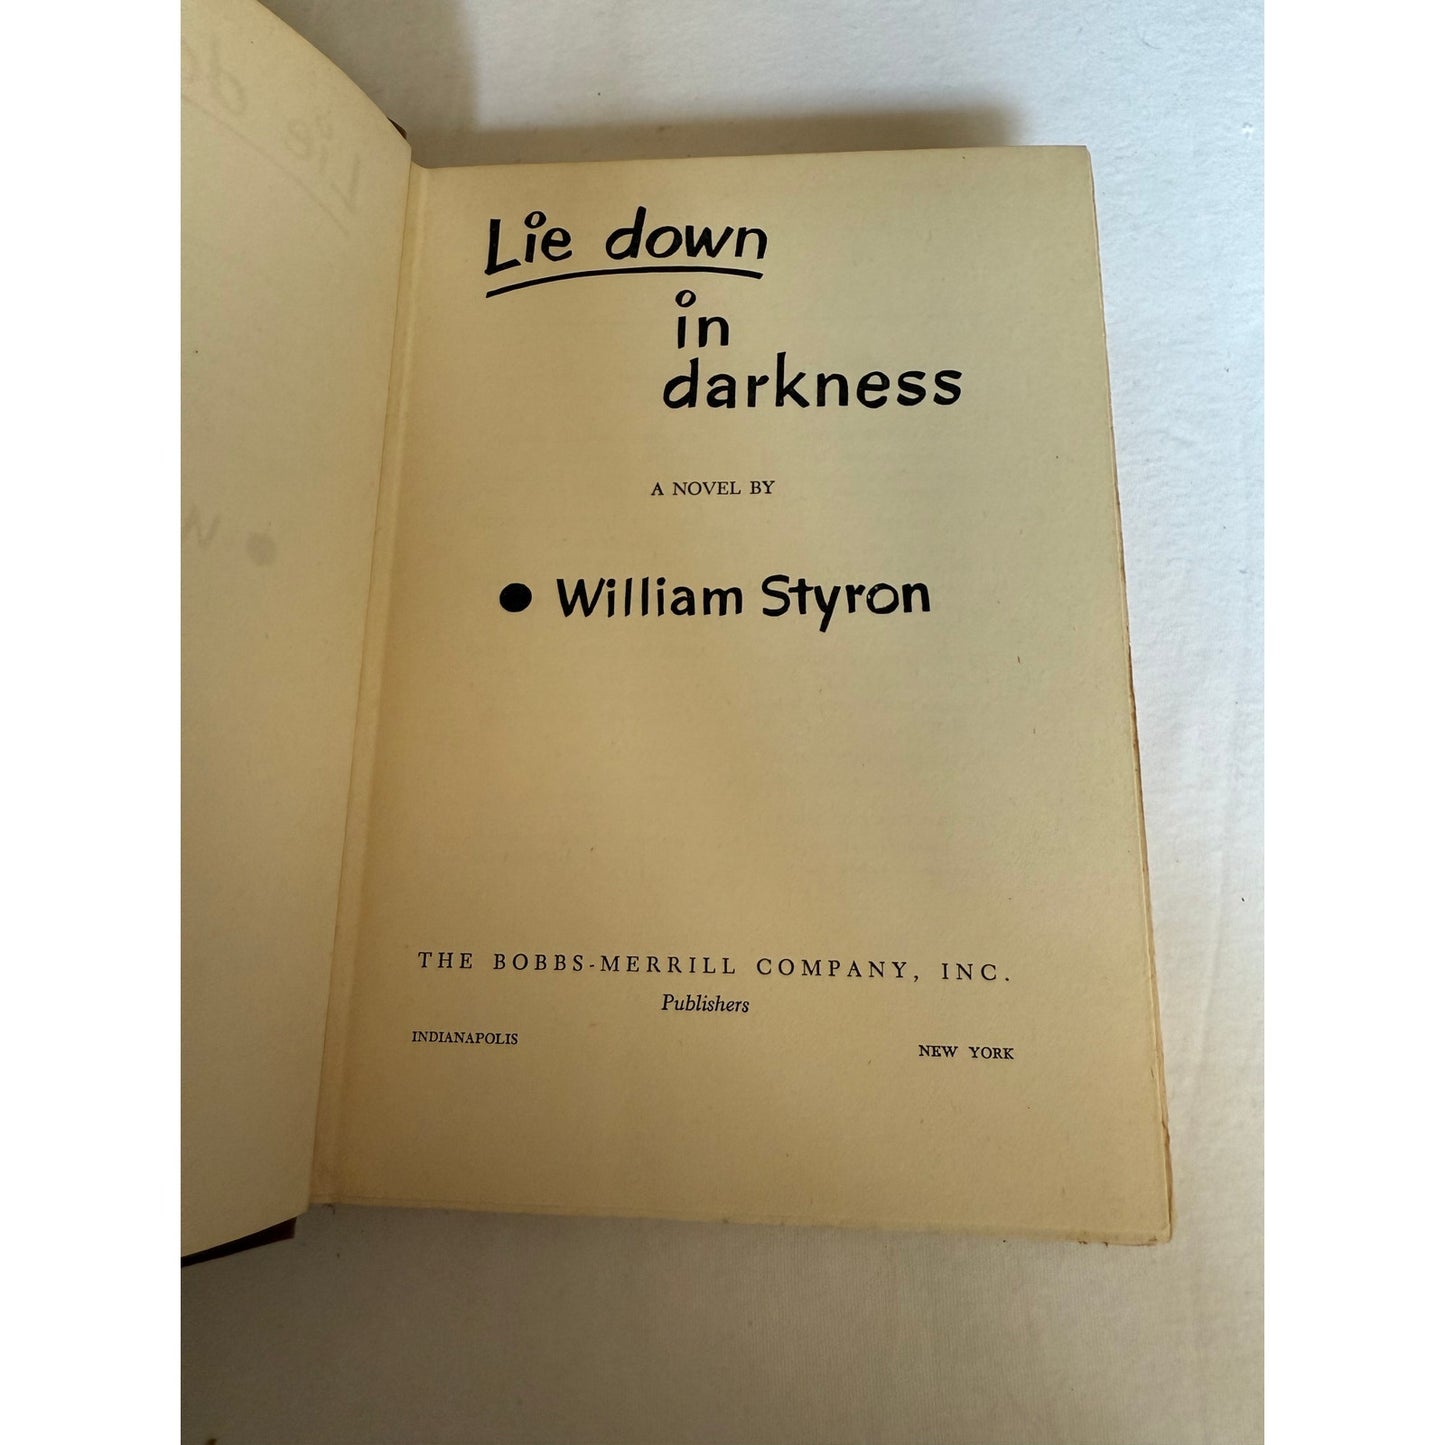 Lie down
in
darkness
A NOVEL BY
• William Styron
THE BOBBS-MERRILL COMPANY, INC.
Publishers
INDIANAPOLIS NEW YORK